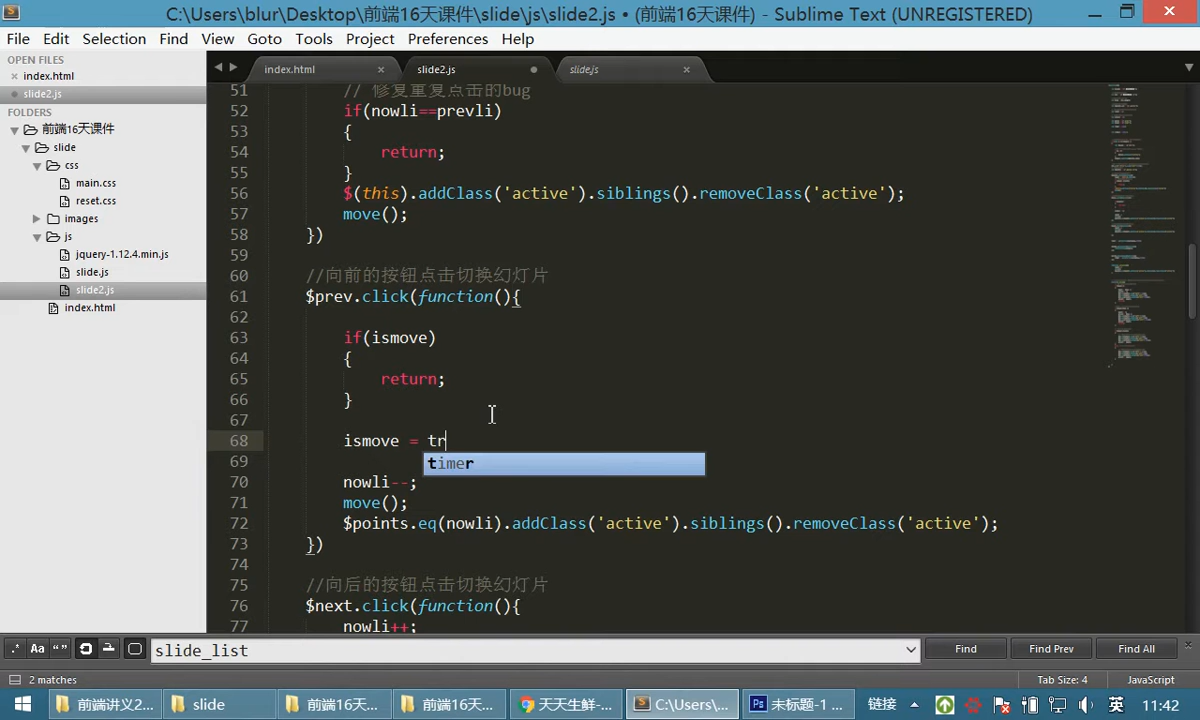 C:\Users\blur\Desktop\前端16天课件\slide\js\slide2.js • (前端16天课件) - Sublime Text (UNREGISTERED)
File Edit Selection Find View Goto Tools Project Preferences Help
OPEN FILES
index.html
slide2.js
FOLDERS
前端16天课件
slide
css
main.css
reset.css
images
js
jquery-1.12.4.min.js
slide.js
slide2.js
index.html
index.html slide2.js slide.js
51 // 修复重复点击的bug
52 if(nowli==prevli)
53 {
54 return;
55 }
56 $(this).addClass('active').siblings().removeClass('active');
57 move();
58 })
59
60 //向前的按钮点击切换幻灯片
61 $prev.click(function(){
62
63 if(ismove)
64 {
65 return;
66 }
67
68 ismove = tr
timer
69
70 nowli--;
71 move();
72 $points.eq(nowli).addClass('active').siblings().removeClass('active');
73 })
74
75 //向后的按钮点击切换幻灯片
76 $next.click(function(){
77 nowli++;
.* Aa “” slide_list Find Find Prev Find All
2 matches Tab Size: 4 JavaScript
前端讲义2... slide 前端16天... 前端16天... 天天生鲜-... C:\Users\... 未标题-1 ... 链接 英 11:42